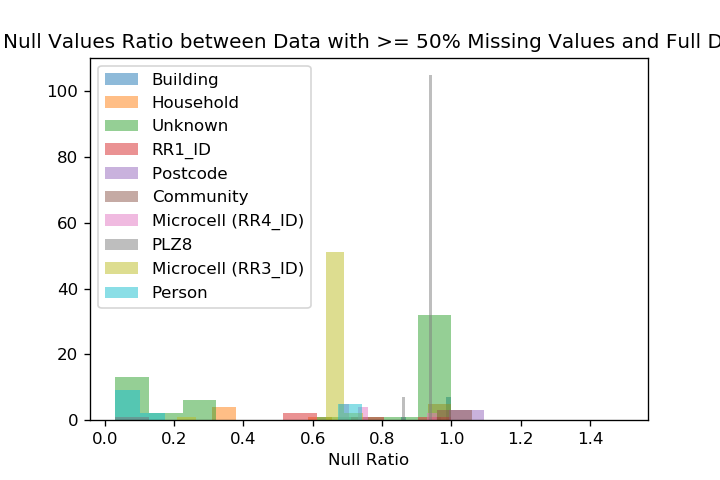 Null Values Ratio between Data with >= 50% Missing Values and Full D
100
80
60
40
20
0
Building
Household
Unknown
RR1_ID
Postcode
Community
Microcell (RR4_ID)
PLZ8
Microcell (RR3_ID)
Person
0.0 0.2 0.4 0.6 0.8 1.0 1.2 1.4
Null Ratio